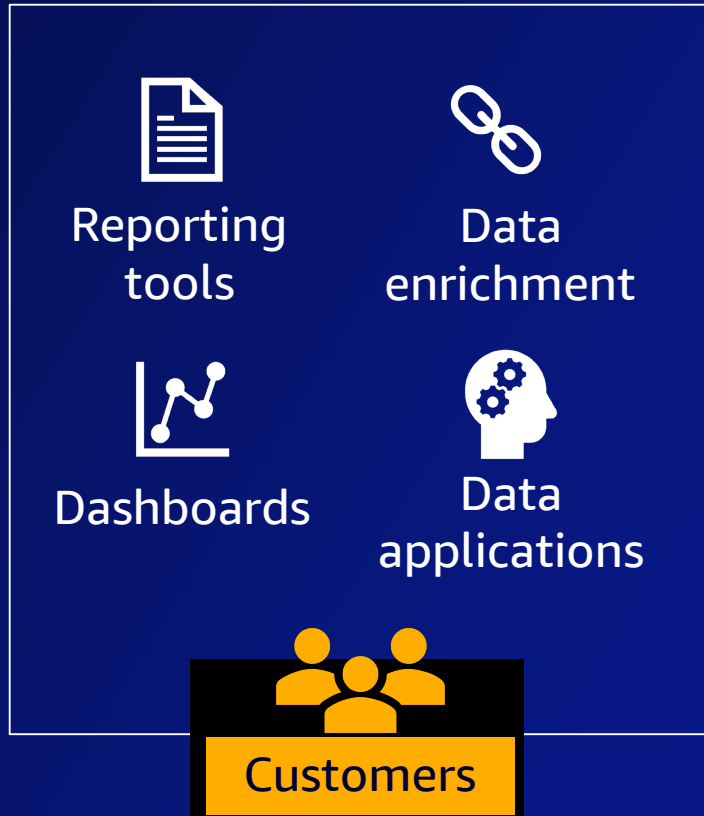 Reporting
tools
Data
enrichment
Dashboards
Data
applications
Customers